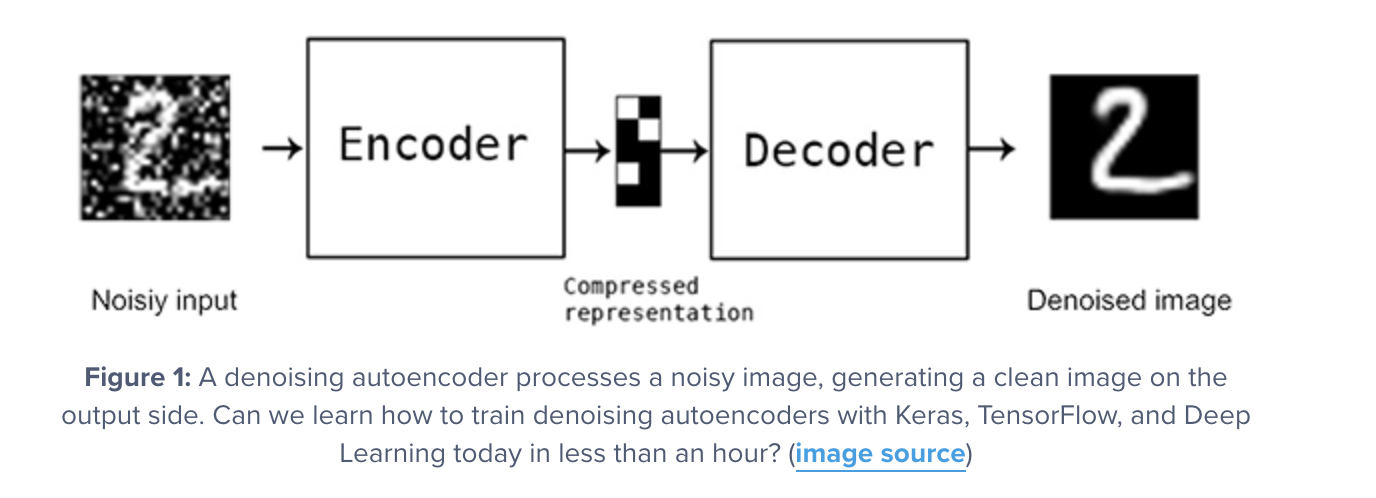 Encoder
Decoder
Compressed
representation
Noisiy input
Denoised image
Figure 1: A denoising autoencoder processes a noisy image, generating a clean image on the
output side. Can we learn how to train denoising autoencoders with Keras, TensorFlow, and Deep
Learning today in less than an hour? (image source)